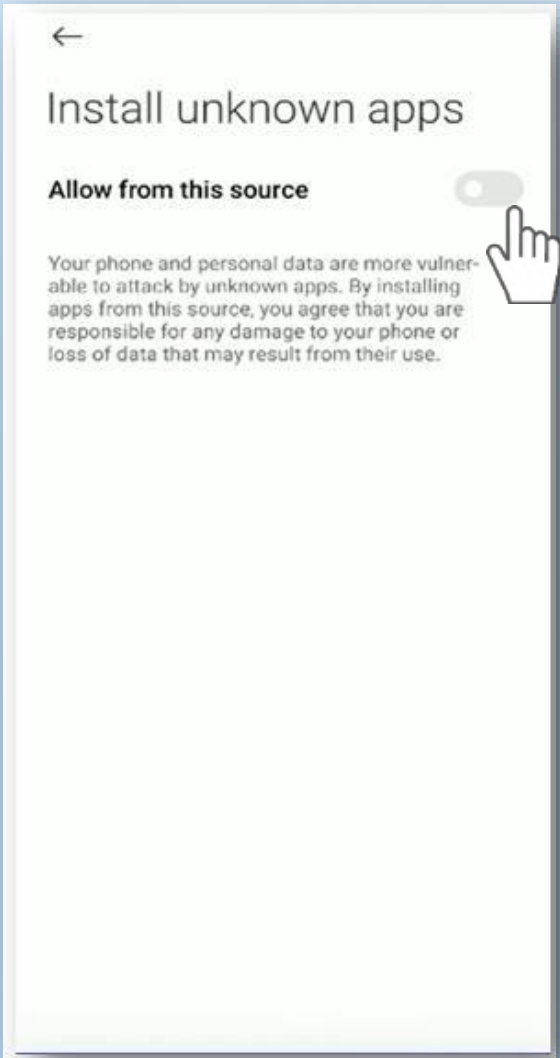 Install unknown apps
Allow from this source
Your phone and personal data are more vulner-
able to attack by unknown apps. By installing
apps from this source, you agree that you are
responsible for any damage to your phone or
loss of data that may result from their use.